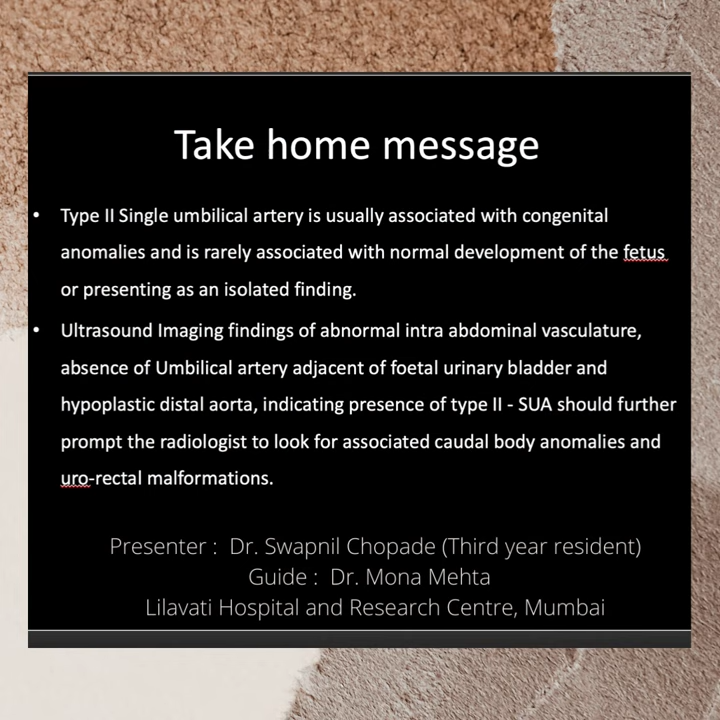 Take home message
• Type II Single umbilical artery is usually associated with congenital
anomalies and is rarely associated with normal development of the fetus
or presenting as an isolated finding.
• Ultrasound Imaging findings of abnormal intra abdominal vasculature,
absence of Umbilical artery adjacent of foetal urinary bladder and
hypoplastic distal aorta, indicating presence of type II - SUA should further
prompt the radiologist to look for associated caudal body anomalies and
uro-rectal malformations.
Presenter : Dr. Swapnil Chopade (Third year resident)
Guide : Dr. Mona Mehta
Lilavati Hospital and Research Centre, Mumbai